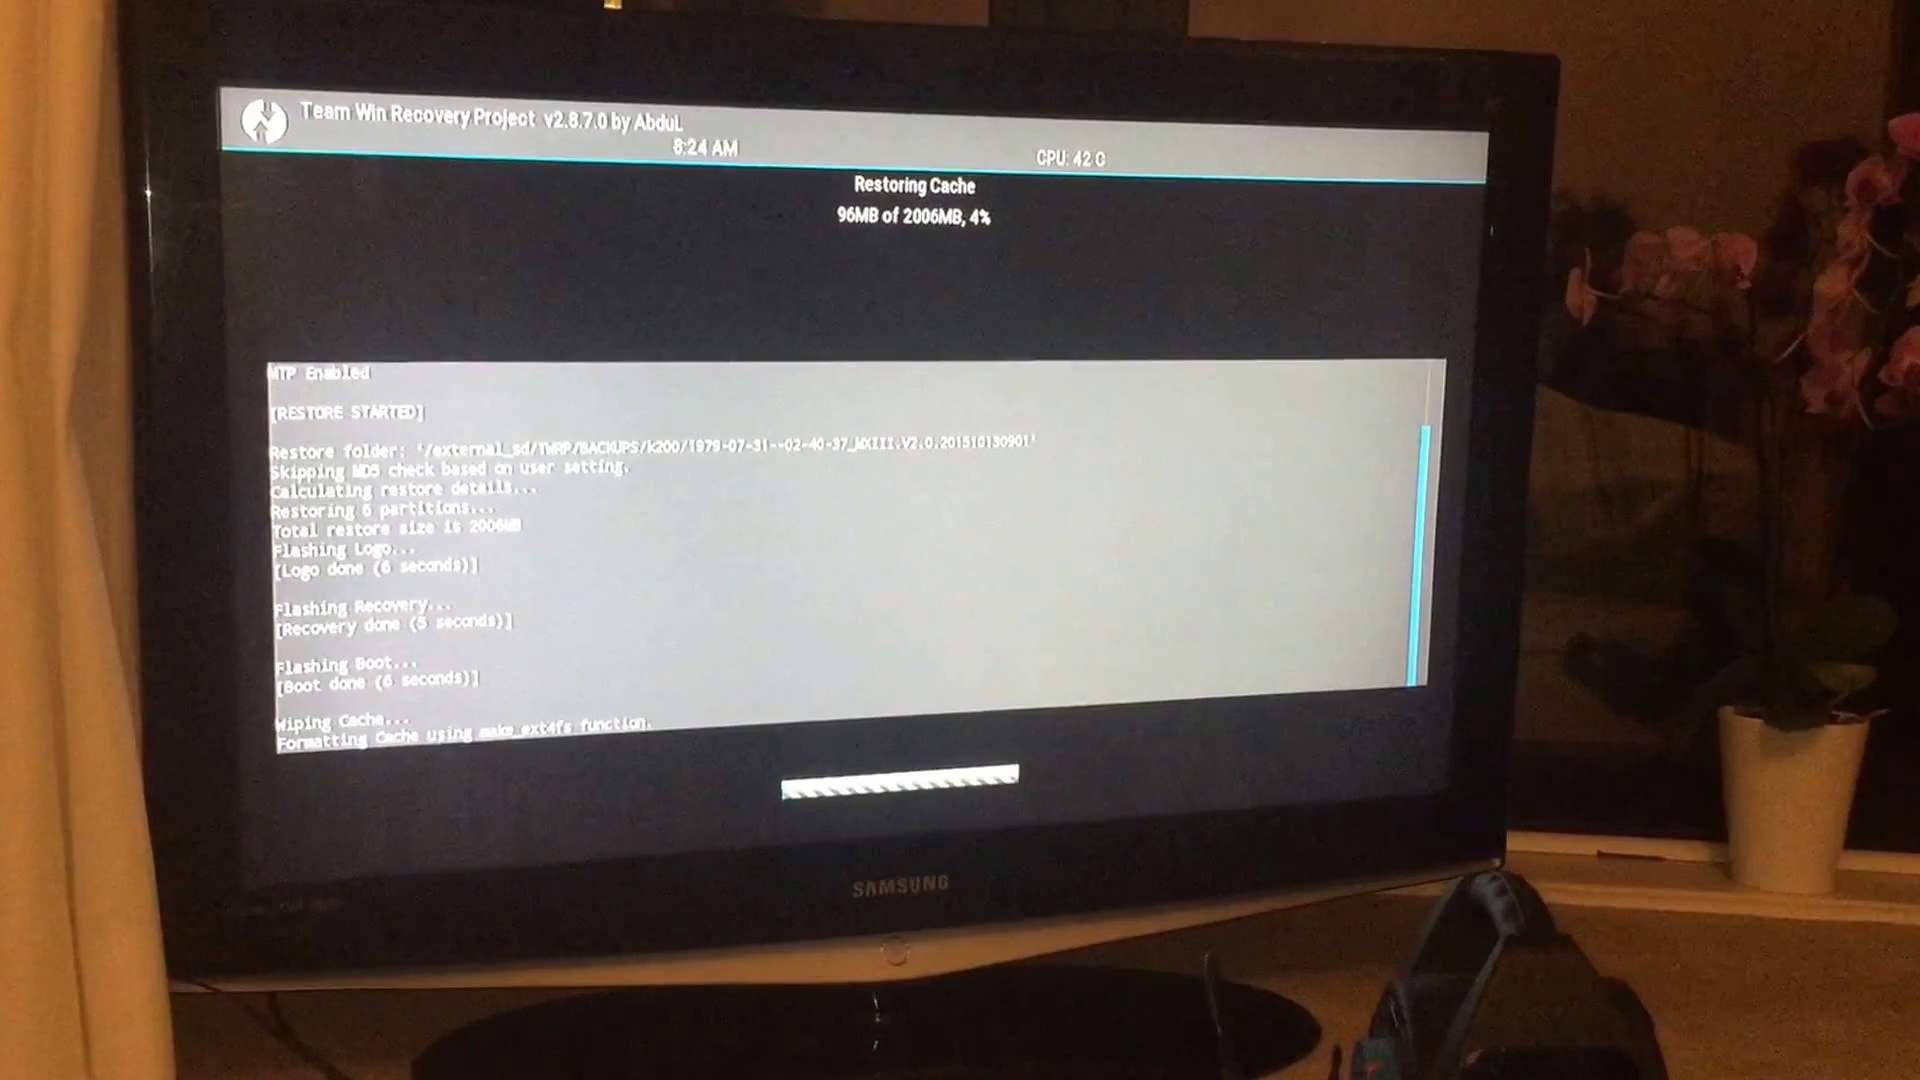 Team Win Recovery Project v2.8.7.0 by AbduL
8:24 AM
CPU: 42 C
Restoring Cache
96MB of 2006MB, 4%
MTP Enabled
[RESTORE STARTED]
Restore folder: '/external_sd/TWRP/BACKUPS/k200/1979-07-31--02-40-37_MXIII.V2.0.201510130901'
Skipping MD5 check based on user setting.
Calculating restore details...
Restoring 6 partitions...
Total restore size is 2006MB
Flashing Logo...
[Logo done (6 seconds)]
Flashing Recovery...
[Recovery done (5 seconds)]
Flashing Boot...
[Boot done (6 seconds)]
Wiping Cache...
Formatting Cache using make_ext4fs function.
SAMSUNG